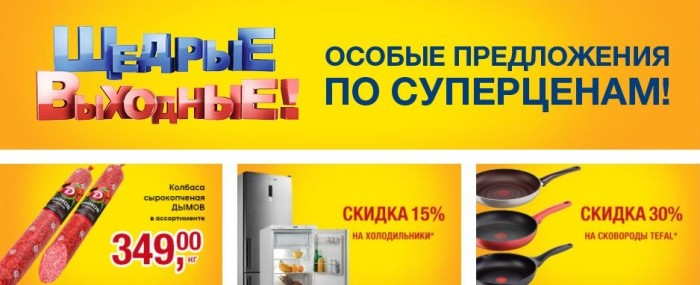 ЩЕДРЫЕ
ВЫХОДНЫЕ!
ОСОБЫЕ ПРЕДЛОЖЕНИЯ
ПО СУПЕРЦЕНАМ!
Колбаса
сырокопченая
ДЫМОВ
в ассортименте
349,00
кг
СКИДКА 15%
НА ХОЛОДИЛЬНИКИ*
СКИДКА 30%
НА СКОВОРОДЫ TEFAL*